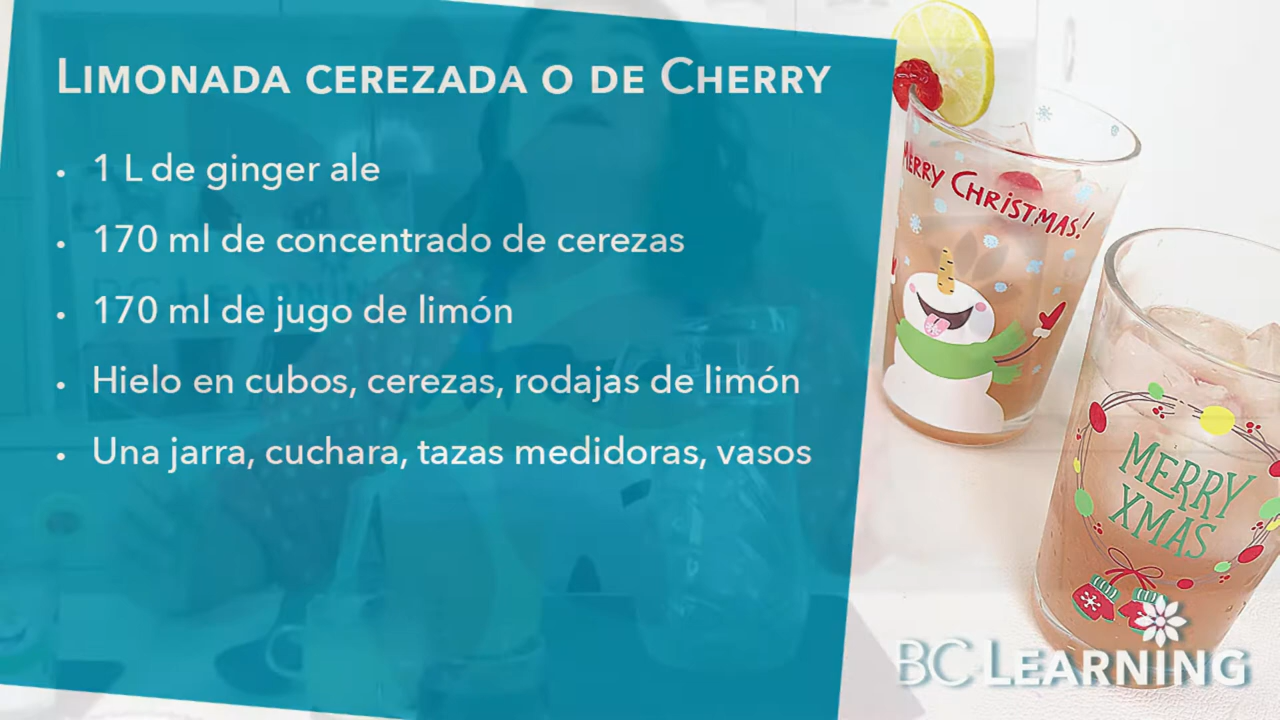 LIMONADA CEREZADA O DE CHERRY
• 1 L de ginger ale
• 170 ml de concentrado de cerezas
• 170 ml de jugo de limón
• Hielo en cubos, cerezas, rodajas de limón
• Una jarra, cuchara, tazas medidoras, vasos
MERRY CHRISTMAS!
MERRY
XMAS
BC LEARNING